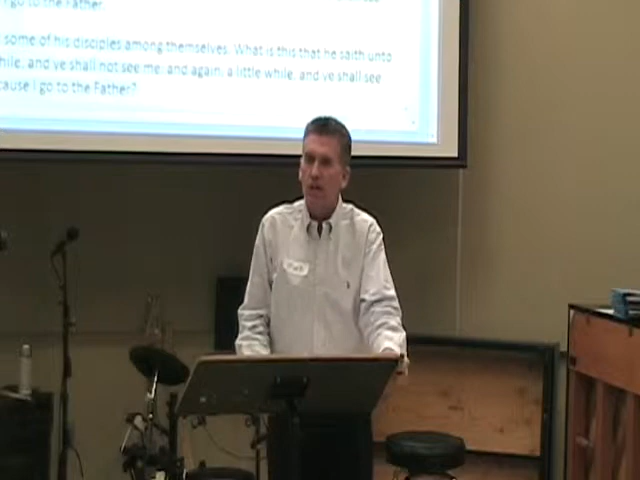 I go to the Father.
some of his disciples among themselves, What is this that he saith unto
while, and ye shall not see me: and again, a little while, and ye shall see
cause I go to the Father?